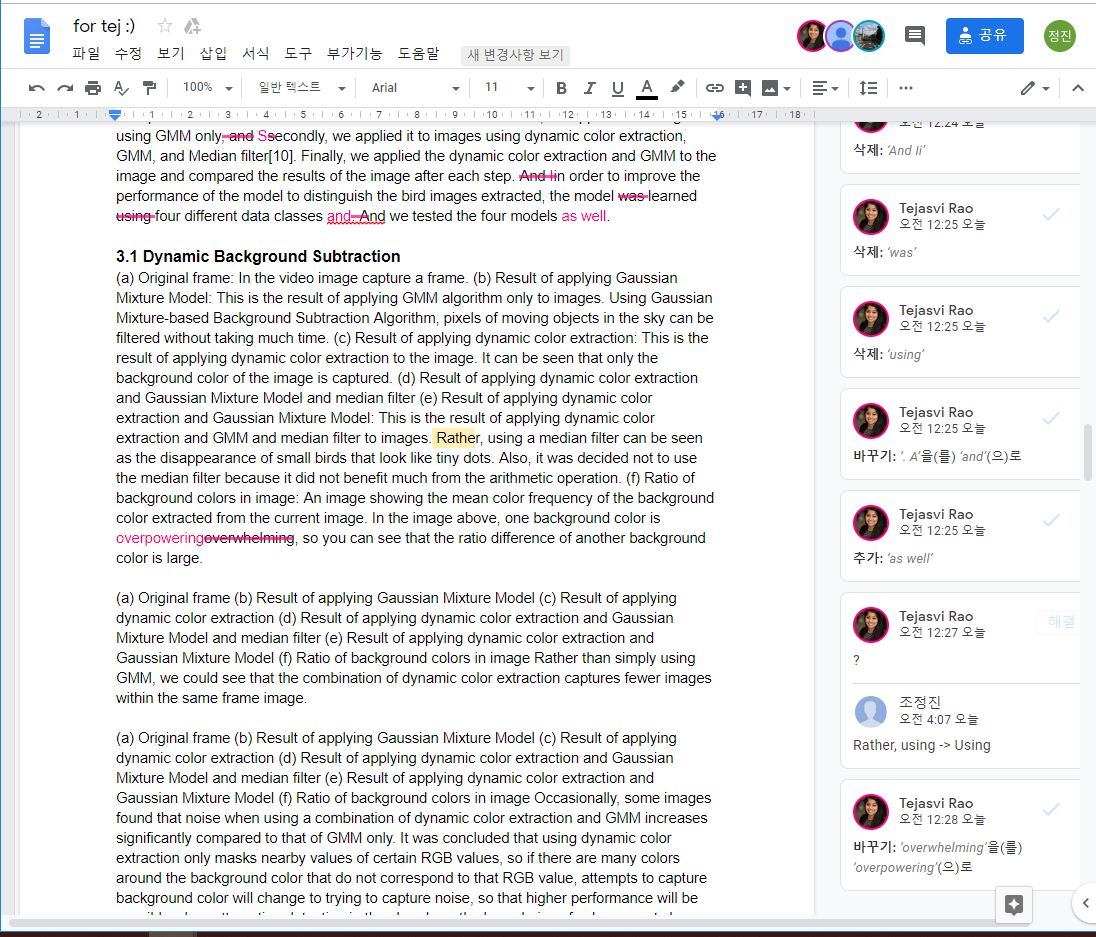 for tej :)
공유
정진
파일 수정 보기 삽입 서식 도구 부가기능 도움말 새 변경사항 보기
100% 일반 텍스트 Arial 11 B I U A
2 1 1 2 3 4 5 6 7 8 9 10 11 12 13 14 15 16 17 18
using GMM only, and Ssecondly, we applied it to images using dynamic color extraction,
GMM, and Median filter[10]. Finally, we applied the dynamic color extraction and GMM to the
image and compared the results of the image after each step. And Iin order to improve the
performance of the model to distinguish the bird images extracted, the model was learned
using four different data classes and. And we tested the four models as well.
3.1 Dynamic Background Subtraction
(a) Original frame: In the video image capture a frame. (b) Result of applying Gaussian
Mixture Model: This is the result of applying GMM algorithm only to images. Using Gaussian
Mixture-based Background Subtraction Algorithm, pixels of moving objects in the sky can be
filtered without taking much time. (c) Result of applying dynamic color extraction: This is the
result of applying dynamic color extraction to the image. It can be seen that only the
background color of the image is captured. (d) Result of applying dynamic color extraction
and Gaussian Mixture Model and median filter (e) Result of applying dynamic color
extraction and Gaussian Mixture Model: This is the result of applying dynamic color
extraction and GMM and median filter to images. Rather, using a median filter can be seen
as the disappearance of small birds that look like tiny dots. Also, it was decided not to use
the median filter because it did not benefit much from the arithmetic operation. (f) Ratio of
background colors in image: An image showing the mean color frequency of the background
color extracted from the current image. In the image above, one background color is
overpoweringoverwhelming, so you can see that the ratio difference of another background
color is large.
(a) Original frame (b) Result of applying Gaussian Mixture Model (c) Result of applying
dynamic color extraction (d) Result of applying dynamic color extraction and Gaussian
Mixture Model and median filter (e) Result of applying dynamic color extraction and
Gaussian Mixture Model (f) Ratio of background colors in image Rather than simply using
GMM, we could see that the combination of dynamic color extraction captures fewer images
within the same frame image.
(a) Original frame (b) Result of applying Gaussian Mixture Model (c) Result of applying
dynamic color extraction (d) Result of applying dynamic color extraction and Gaussian
Mixture Model and median filter (e) Result of applying dynamic color extraction and
Gaussian Mixture Model (f) Ratio of background colors in image Occasionally, some images
found that noise when using a combination of dynamic color extraction and GMM increases
significantly compared to that of GMM only. It was concluded that using dynamic color
extraction only masks nearby values of certain RGB values, so if there are many colors
around the background color that do not correspond to that RGB value, attempts to capture
background color will change to trying to capture noise, so that higher performance will be
오전 12:24 오늘
삭제: 'And Ii'
Tejasvi Rao
오전 12:25 오늘
삭제: 'was'
Tejasvi Rao
오전 12:25 오늘
삭제: 'using'
Tejasvi Rao
오전 12:25 오늘
바꾸기: '. A'을(를) 'and'(으)로
Tejasvi Rao
오전 12:25 오늘
추가: 'as well'
Tejasvi Rao
오전 12:27 오늘
해결
?
조정진
오전 4:07 오늘
Rather, using -> Using
Tejasvi Rao
오전 12:28 오늘
바꾸기: 'overwhelming'을(를)
'overpowering'(으)로